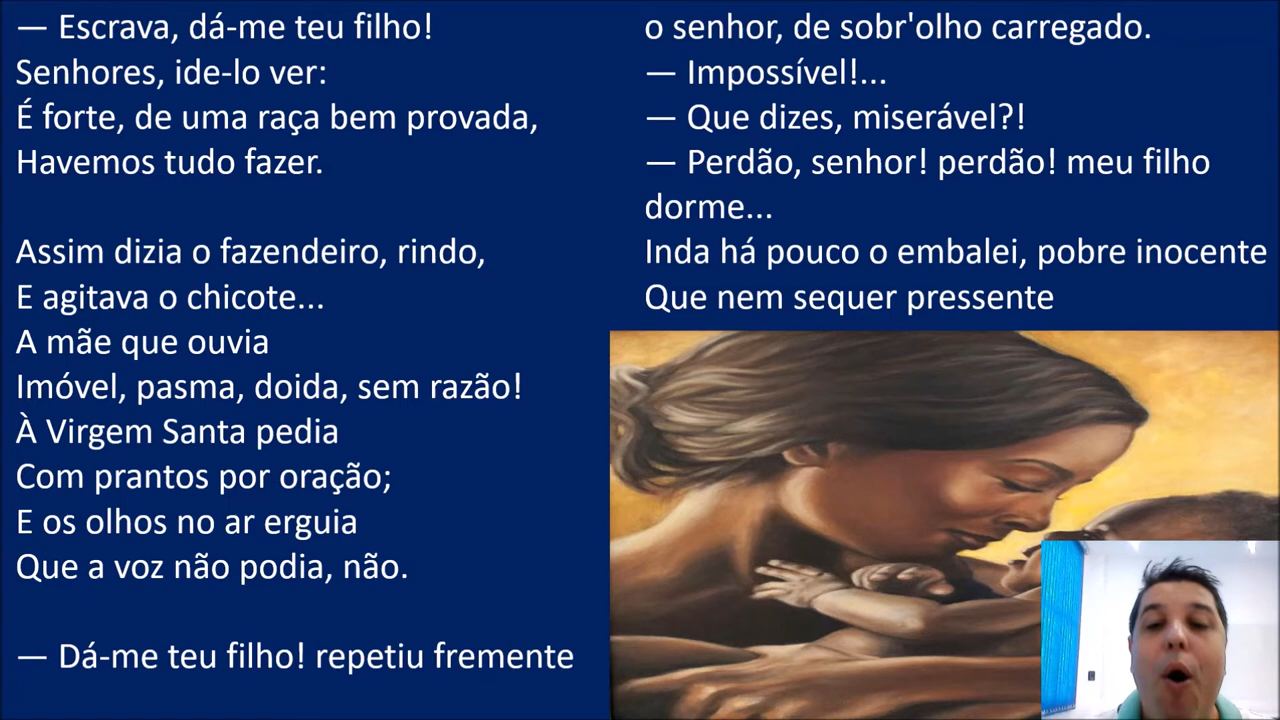 — Escrava, dá-me teu filho!
Senhores, ide-lo ver:
É forte, de uma raça bem provada,
Havemos tudo fazer.
Assim dizia o fazendeiro, rindo,
E agitava o chicote...
A mãe que ouvia
Imóvel, pasma, doida, sem razão!
À Virgem Santa pedia
Com prantos por oração;
E os olhos no ar erguia
Que a voz não podia, não.
— Dá-me teu filho! repetiu fremente
o senhor, de sobr'olho carregado.
— Impossível!...
— Que dizes, miserável?!
— Perdão, senhor! perdão! meu filho
dorme...
Inda há pouco o embalei, pobre inocente
Que nem sequer pressente